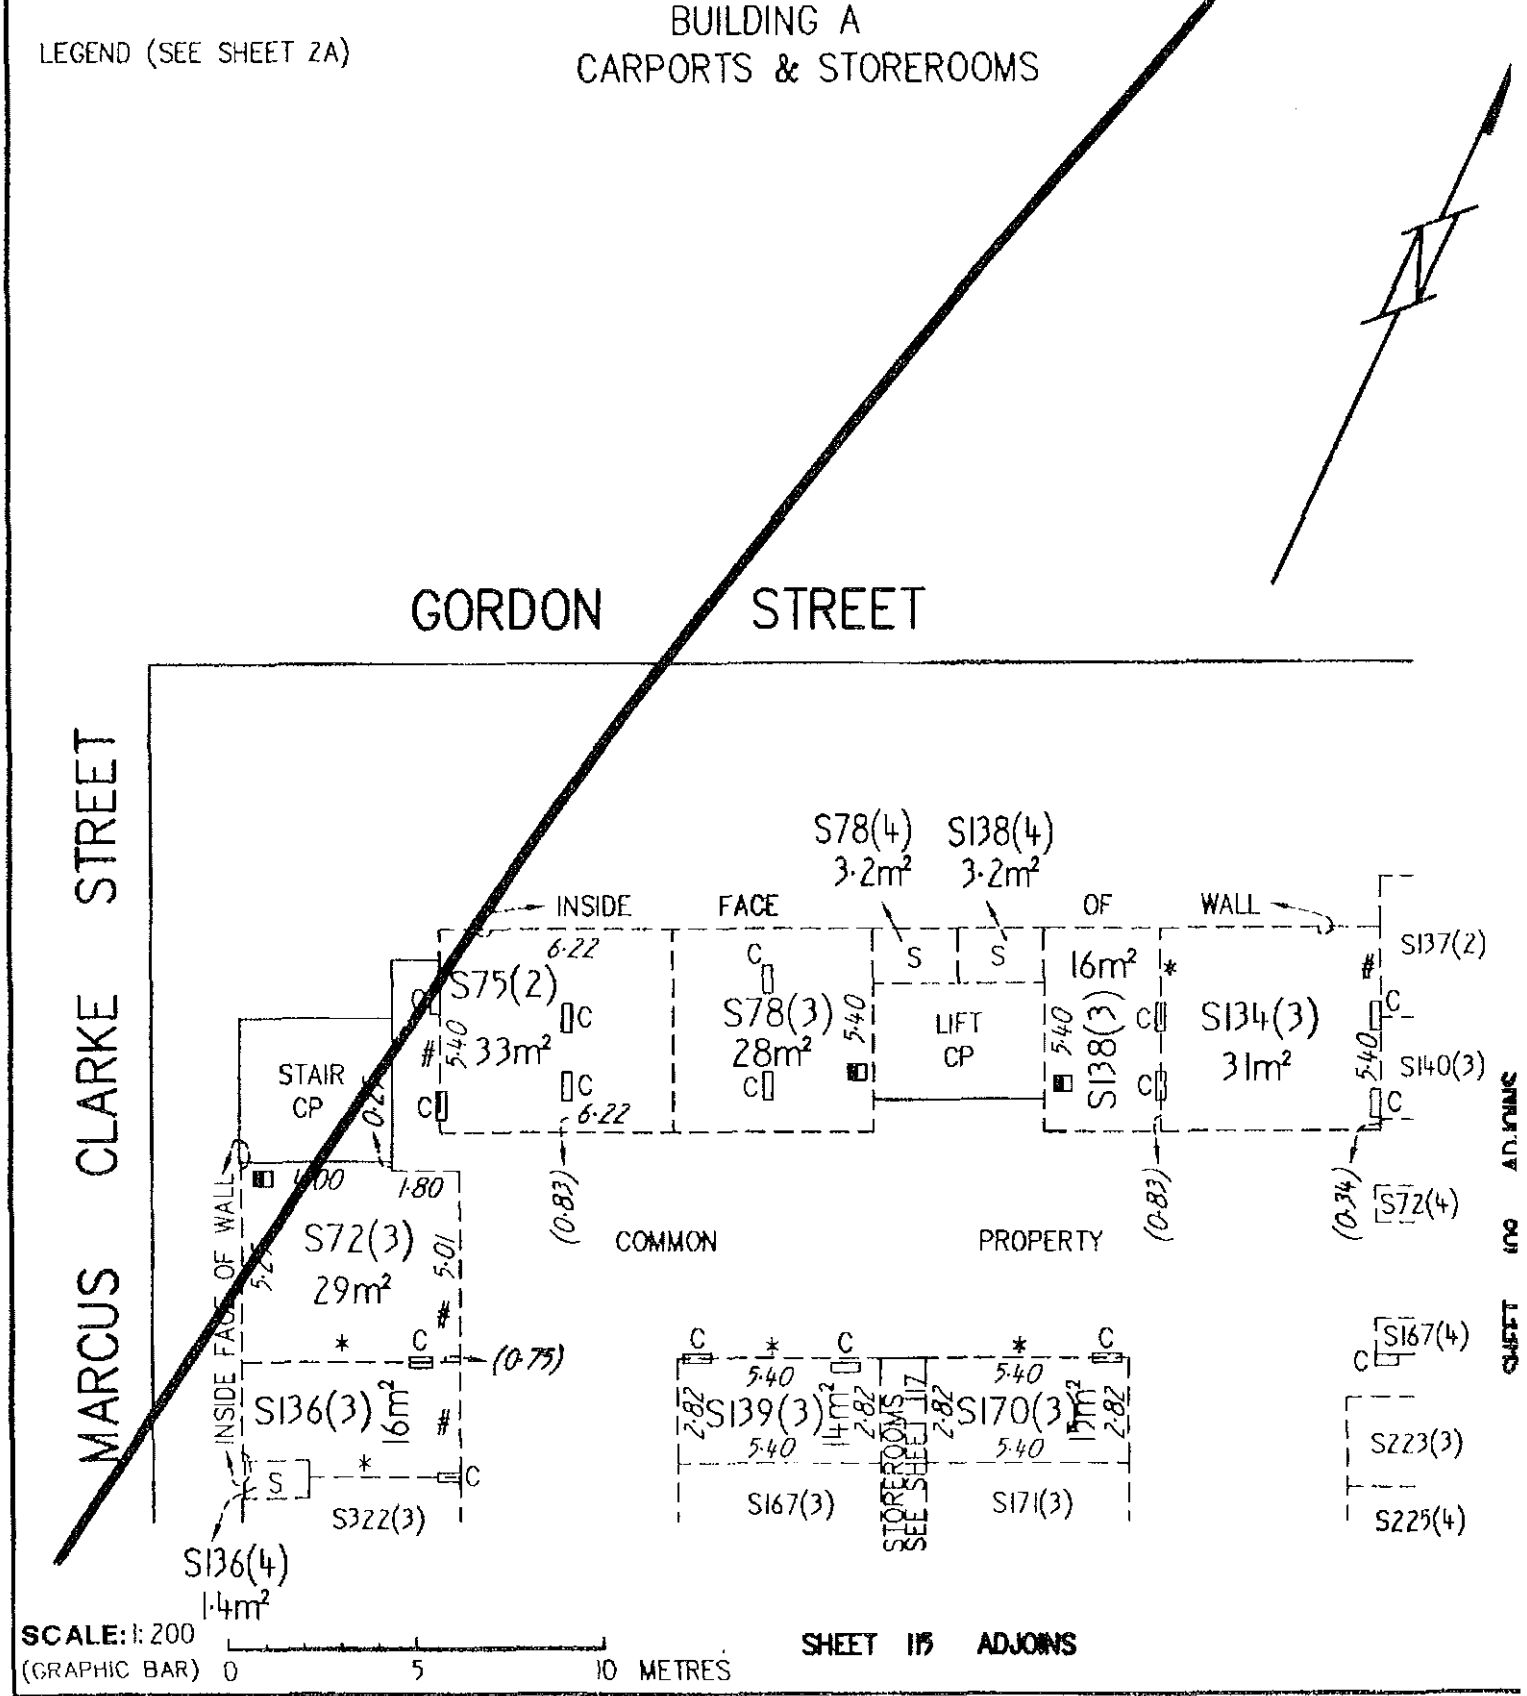 BUILDING A
CARPORTS & STOREROOMS
LEGEND (SEE SHEET 2A)
GORDON STREET
MARCUS CLARKE STREET
S78(4)
3·2m²
S138(4)
3·2m²
INSIDE FACE OF WALL
S75(2)
33m²
6·22
5·40
#
C
C
C
C
6·22
(0·83)
C
S78(3)
28m²
C
5·40
S
S
LIFT
CP
16m²
S138(3)
5·40
*
C
C
(0·83)
S134(3)
31m²
#
5·40
C
C
(0·34)
S137(2)
S140(3)
S72(4)
STAIR
CP
4·00
1·80
INSIDE FACE OF WALL
S72(3)
29m²
5·01
#
*
C
(0·75)
S136(3)
16m²
#
*
S
C
S322(3)
S136(4)
1·4m²
COMMON PROPERTY
C
*
C
5·40
2·82
S139(3)
14m²
2·82
5·40
S167(3)
STOREROOMS
SEE SHEET 117
*
C
5·40
2·82
S170(3)
15m²
2·82
5·40
S171(3)
S167(4)
C
S223(3)
S225(4)
SCALE: 1:200
(GRAPHIC BAR) 0 5 10 METRES
SHEET 115 ADJOINS